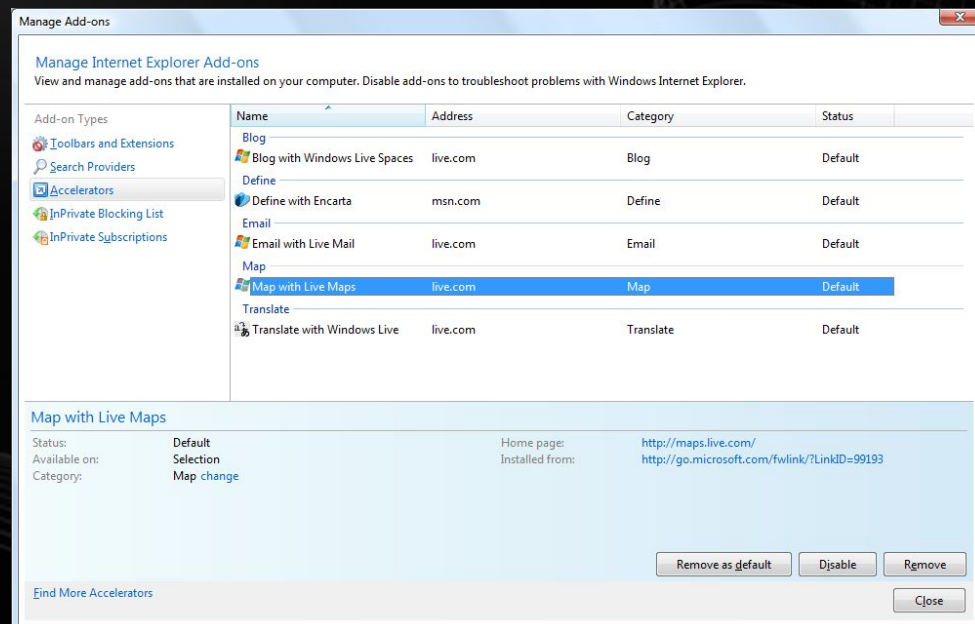 Manage Add-ons
Manage Internet Explorer Add-ons
View and manage add-ons that are installed on your computer. Disable add-ons to troubleshoot problems with Windows Internet Explorer.
Add-on Types
Toolbars and Extensions
Search Providers
Accelerators
InPrivate Blocking List
InPrivate Subscriptions
Name Address Category Status
Blog
Blog with Windows Live Spaces live.com Blog Default
Define
Define with Encarta msn.com Define Default
Email
Email with Live Mail live.com Email Default
Map
Map with Live Maps live.com Map Default
Translate
Translate with Windows Live live.com Translate Default
Map with Live Maps
Status: Default Home page: http://maps.live.com/
Available on: Selection Installed from: http://go.microsoft.com/fwlink/?LinkID=99193
Category: Map change
Remove as default Disable Remove
Find More Accelerators
Close